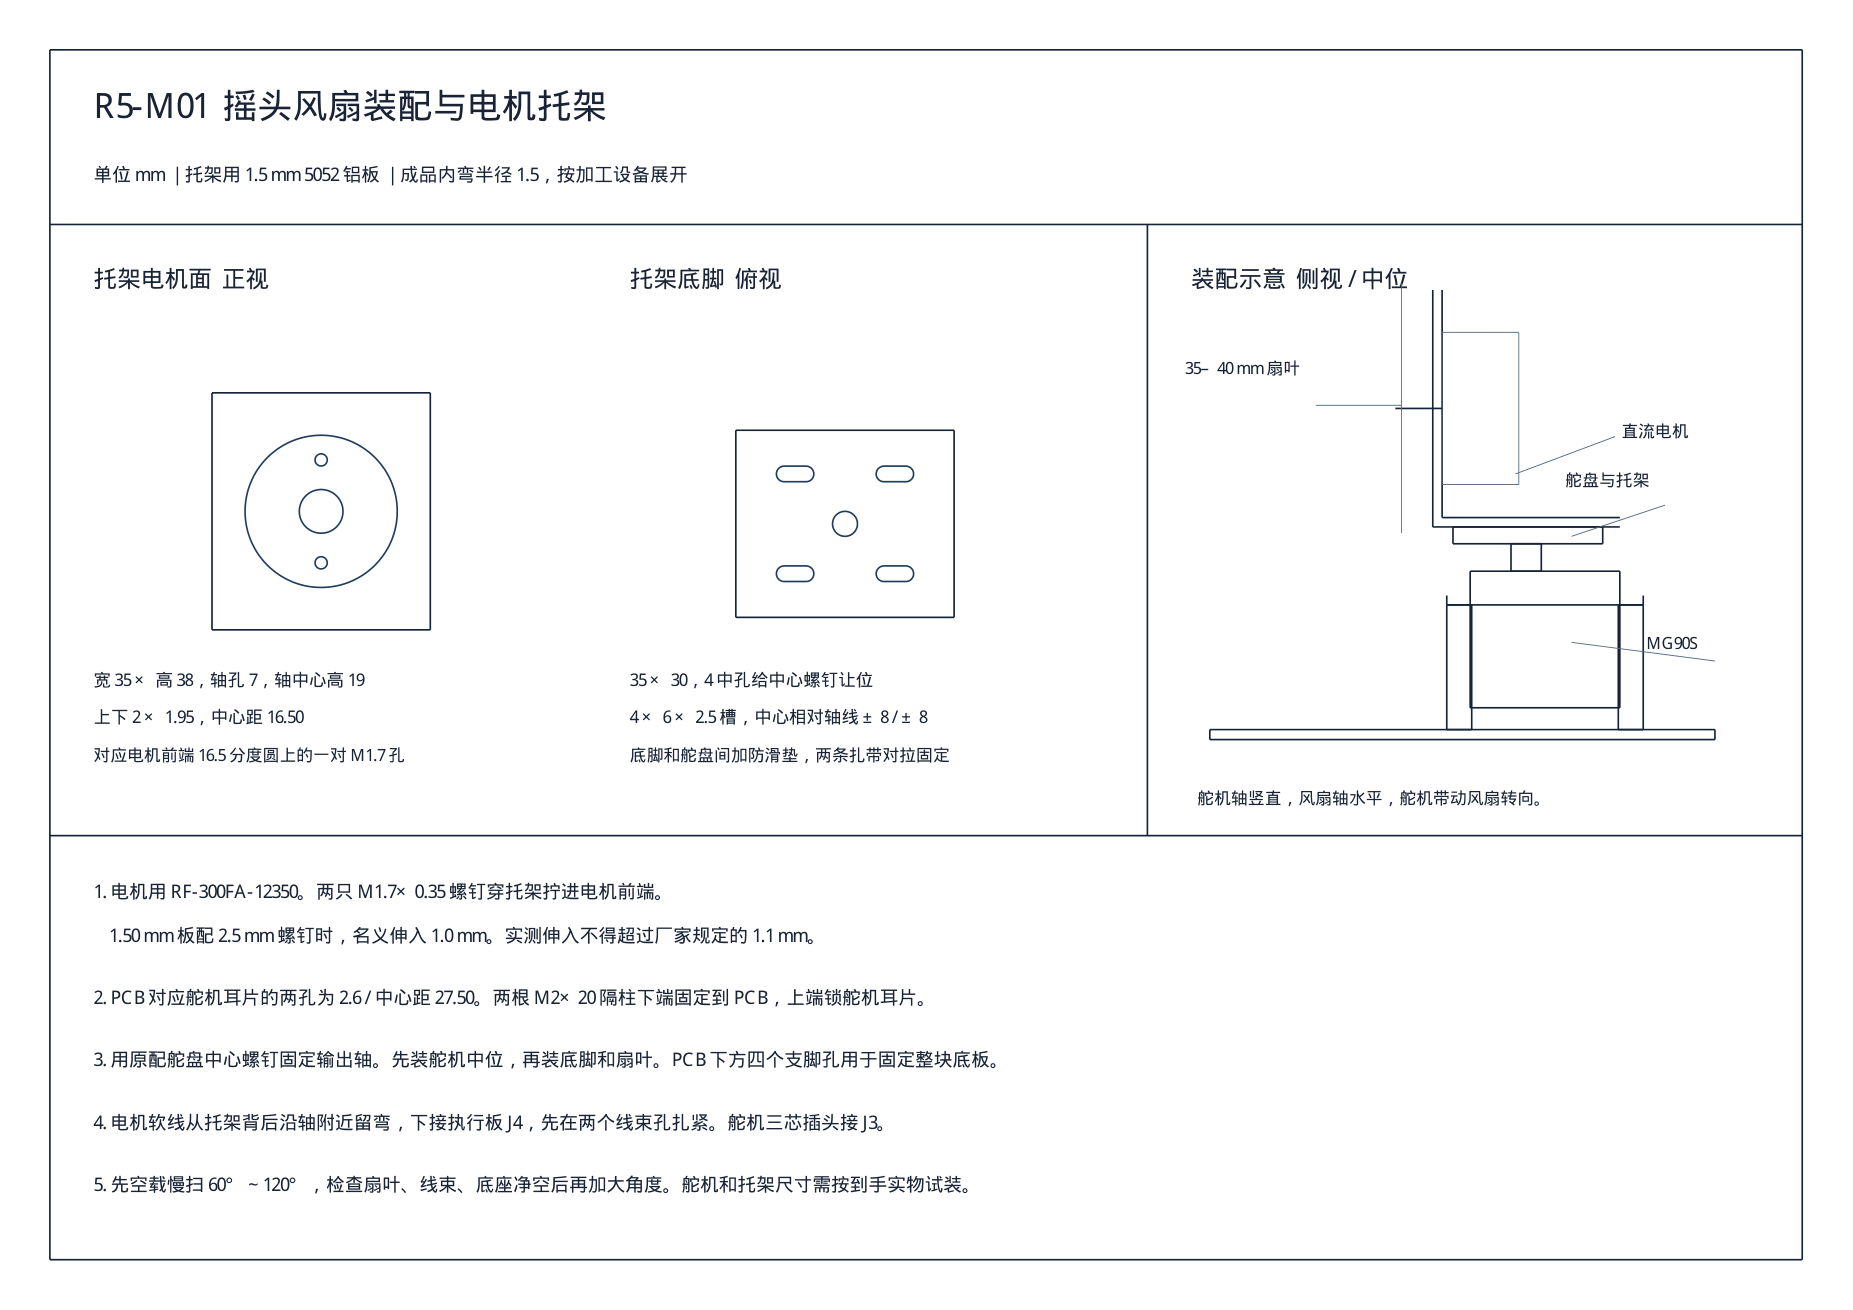 R5-M01 摇头风扇装配与电机托架
单位 mm | 托架用 1.5 mm 5052 铝板 | 成品内弯半径 1.5，按加工设备展开
托架电机面 正视
宽 35× 高 38，轴孔 7，轴中心高 19
上下 2× 1.95，中心距 16.50
对应电机前端 16.5 分度圆上的一对 M1.7 孔
托架底脚 俯视
35× 30，4 中孔给中心螺钉让位
4× 6× 2.5 槽，中心相对轴线 ± 8 / ± 8
底脚和舵盘间加防滑垫，两条扎带对拉固定
装配示意 侧视 / 中位
35– 40 mm 扇叶
直流电机
舵盘与托架
MG90S
舵机轴竖直，风扇轴水平，舵机带动风扇转向。
1. 电机用 RF-300FA-12350。两只 M1.7× 0.35 螺钉穿托架拧进电机前端。
1.50 mm 板配 2.5 mm 螺钉时，名义伸入 1.0 mm。实测伸入不得超过厂家规定的 1.1 mm。
2. PCB 对应舵机耳片的两孔为 2.6 / 中心距 27.50。两根 M2× 20 隔柱下端固定到 PCB，上端锁舵机耳片。
3. 用原配舵盘中心螺钉固定输出轴。先装舵机中位，再装底脚和扇叶。PCB 下方四个支脚孔用于固定整块底板。
4. 电机软线从托架背后沿轴附近留弯，下接执行板 J4，先在两个线束孔扎紧。舵机三芯插头接 J3。
5. 先空载慢扫 60° ~ 120° ，检查扇叶、线束、底座净空后再加大角度。舵机和托架尺寸需按到手实物试装。